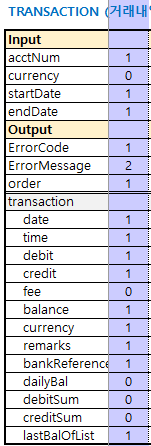 TRANSACTION (거래내
Input
acctNum 1
currency 0
startDate 1
endDate 1
Output
ErrorCode 1
ErrorMessage 2
order 1
transaction
date 1
time 1
debit 1
credit 1
fee 0
balance 1
currency 1
remarks 1
bankReference 1
dailyBal 0
debitSum 0
creditSum 0
lastBalOfList 1